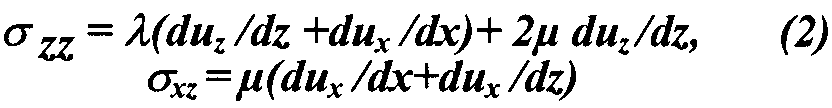 σ zz = λ(duz /dz +dux /dx)+ 2μ duz /dz, (2)
σxz = μ(dux /dx+dux /dz)